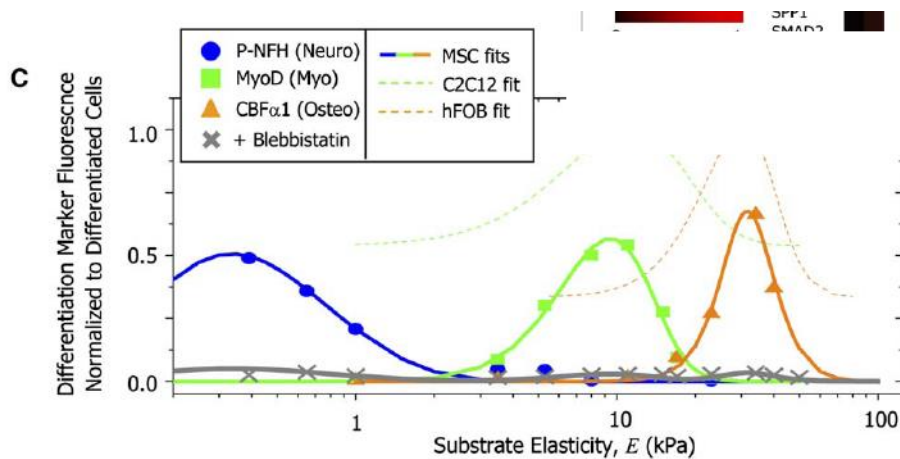 SPP1
SMAD2
C
P-NFH (Neuro)
MyoD (Myo)
CBFα1 (Osteo)
+ Blebbistatin
MSC fits
C2C12 fit
hFOB fit
Differentiation Marker Fluorescnce
Normalized to Differentiated Cells
1.0
0.5
0.0
1
10
100
Substrate Elasticity, E (kPa)